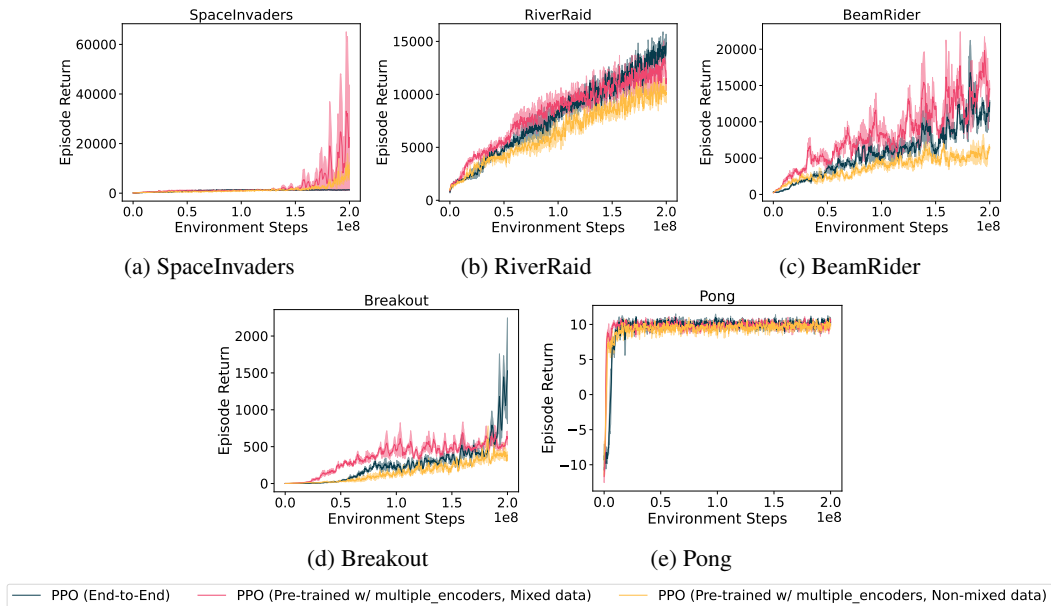 SpaceInvaders
60000
40000
20000
0
Episode Return
0.0 0.5 1.0 1.5 2.0
Environment Steps 1e8
(a) SpaceInvaders
RiverRaid
15000
10000
5000
0
Episode Return
0.0 0.5 1.0 1.5 2.0
Environment Steps 1e8
(b) RiverRaid
BeamRider
20000
15000
10000
5000
0
Episode Return
0.0 0.5 1.0 1.5 2.0
Environment Steps 1e8
(c) BeamRider
Breakout
2000
1500
1000
500
0
Episode Return
0.0 0.5 1.0 1.5 2.0
Environment Steps 1e8
(d) Breakout
Pong
10
5
0
−5
−10
Episode Return
0.0 0.5 1.0 1.5 2.0
Environment Steps 1e8
(e) Pong
PPO (End-to-End) PPO (Pre-trained w/ multiple_encoders, Mixed data) PPO (Pre-trained w/ multiple_encoders, Non-mixed data)